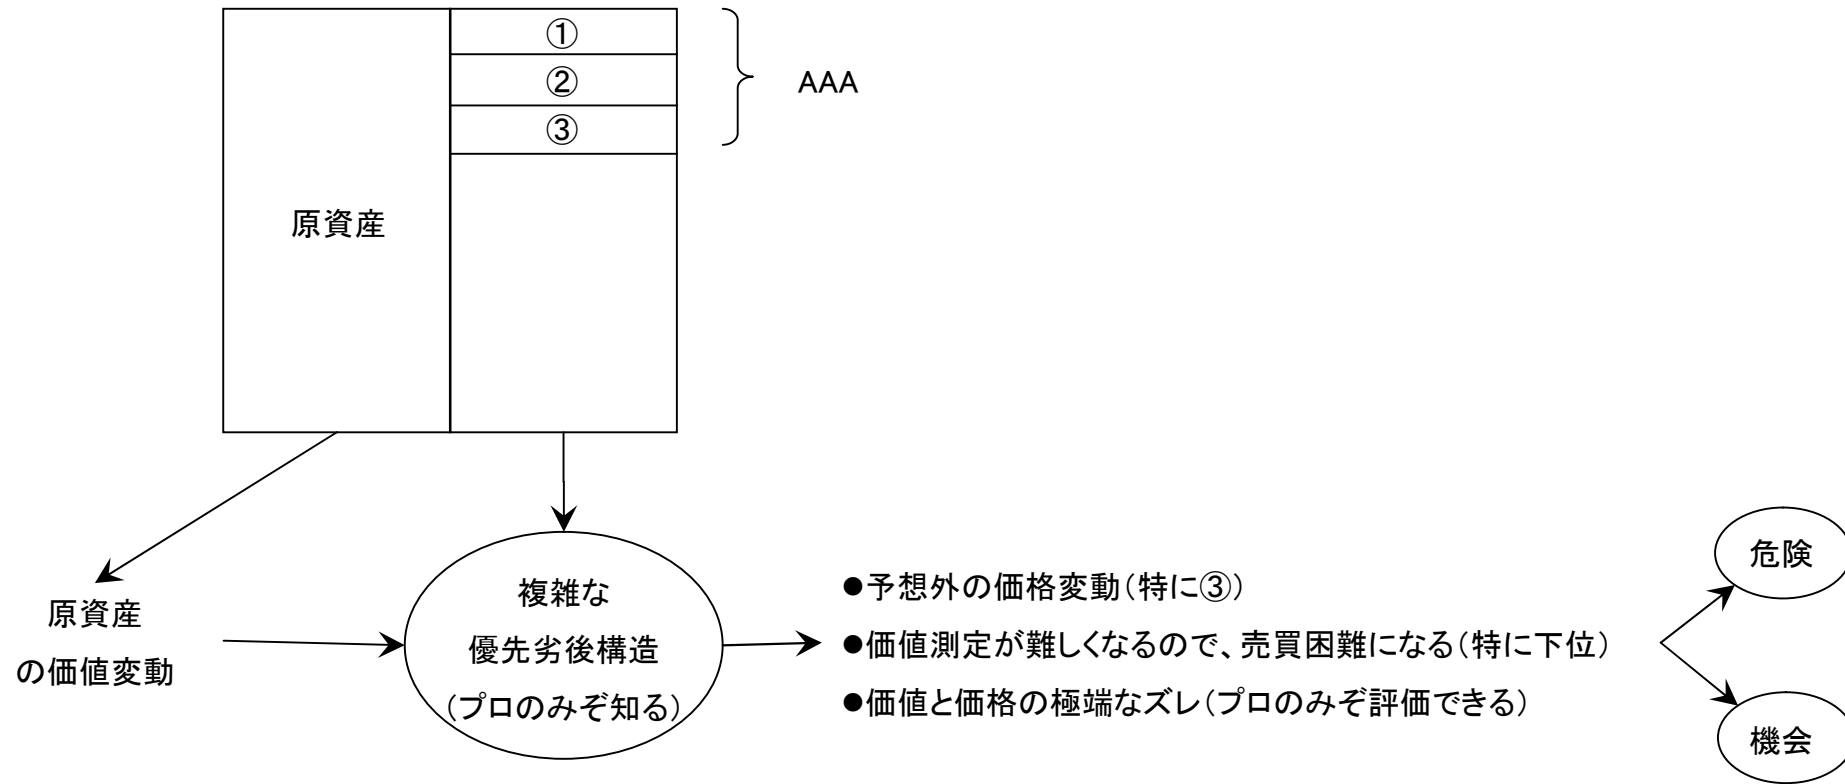 ①
②
③
AAA
原資産
原資産
の価値変動
複雑な
優先劣後構造
(プロのみぞ知る)
●予想外の価格変動(特に③)
●価値測定が難しくなるので、売買困難になる(特に下位)
●価値と価格の極端なズレ(プロのみぞ評価できる)
危険
機会